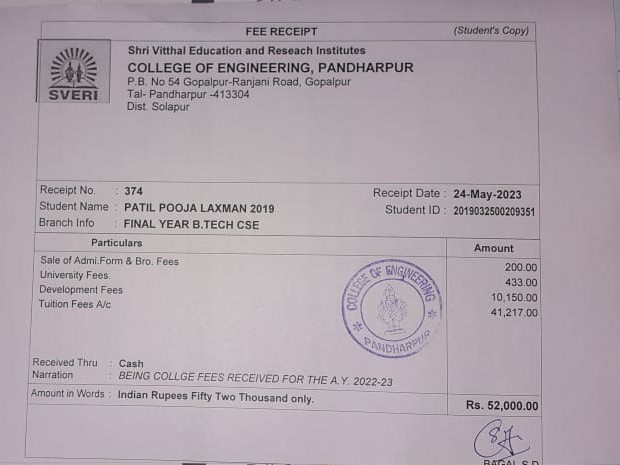 FEE RECEIPT (Student's Copy)
SVERI
Shri Vitthal Education and Reseach Institutes
COLLEGE OF ENGINEERING, PANDHARPUR
P.B. No 54 Gopalpur-Ranjani Road, Gopalpur
Tal- Pandharpur -413304
Dist. Solapur
Receipt No. : 374 Receipt Date : 24-May-2023
Student Name : PATIL POOJA LAXMAN 2019 Student ID : 2019032500209351
Branch Info : FINAL YEAR B.TECH CSE
Particulars Amount
Sale of Admi.Form & Bro. Fees 200.00
University Fees. 433.00
Development Fees 10,150.00
Tuition Fees A/c 41,217.00
COLLEGE OF ENGINEERING
* PANDHARPUR *
Received Thru : Cash
Narration : BEING COLLGE FEES RECEIVED FOR THE A.Y. 2022-23
Amount in Words : Indian Rupees Fifty Two Thousand only. Rs. 52,000.00
BAGAL S.D